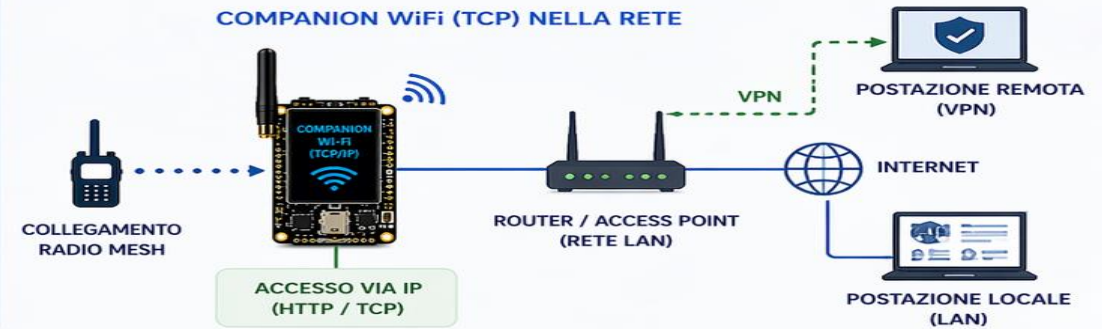 COMPANION WiFi (TCP) NELLA RETE
COMPANION
Wi-Fi
(TCP/IP)
COLLEGAMENTO
RADIO MESH
ACCESSO VIA IP
(HTTP / TCP)
ROUTER / ACCESS POINT
(RETE LAN)
VPN
POSTAZIONE REMOTA
(VPN)
INTERNET
POSTAZIONE LOCALE
(LAN)